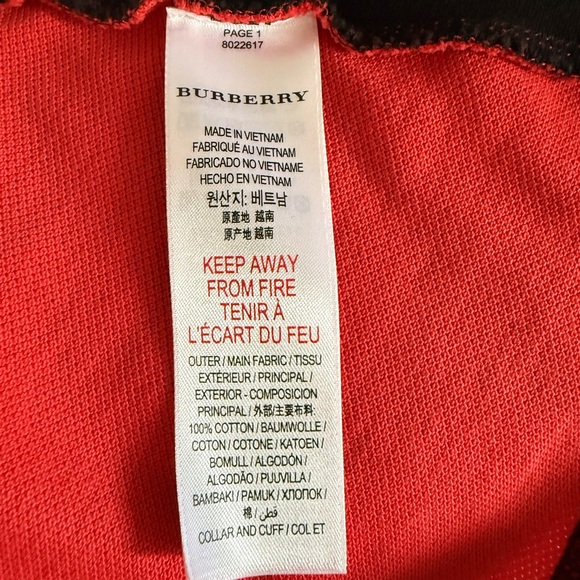 PAGE 1
8022617
BURBERRY
MADE IN VIETNAM
FABRIQUÉ AU VIETNAM
FABRICADO NO VIETNAME
HECHO EN VIETNAM
원산지: 베트남
原產地 越南
原产地 越南
KEEP AWAY
FROM FIRE
TENIR À
L'ÉCART DU FEU
OUTER / MAIN FABRIC / TISSU
EXTÉRIEUR / PRINCIPAL /
EXTERIOR - COMPOSICION
PRINCIPAL / 外部/主要布料:
100% COTTON / BAUMWOLLE /
COTON / COTONE / KATOEN /
BOMULL / ALGODÓN /
ALGODÃO / PUUVILLA /
BAMBAKI / PAMUK / ХЛОПОК /
棉 / قطن /
COLLAR AND CUFF / COL ET